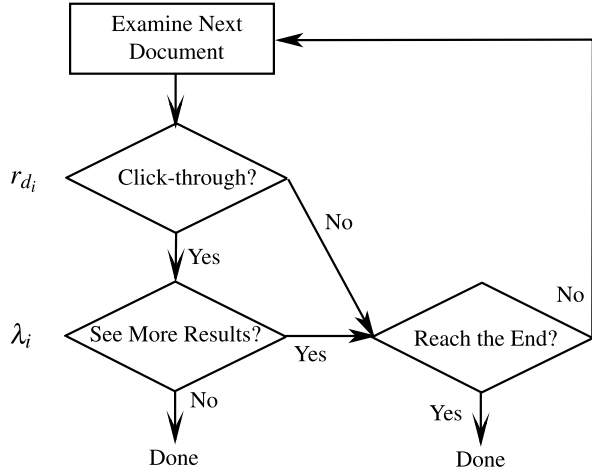 Examine Next
Document
r_{d_i}
Click-through?
No
Yes
λ_i
See More Results?
Yes
Reach the End?
No
No
Yes
Done
Done